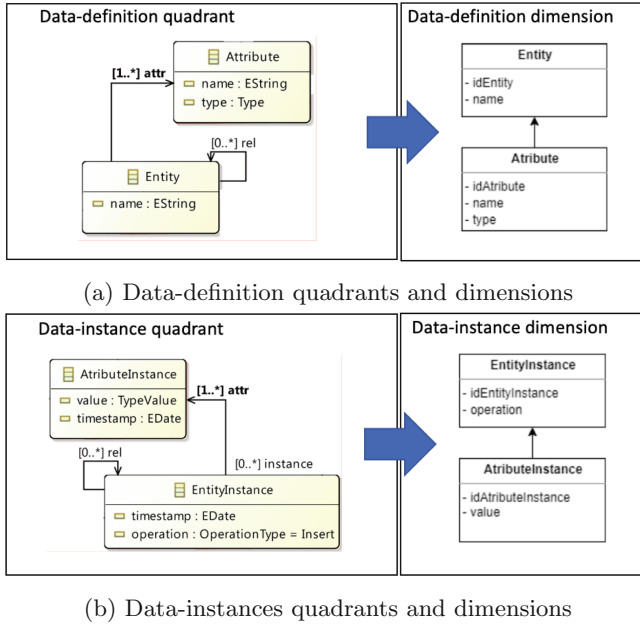 Data-definition quadrant
Attribute
name : EString
type : Type
[1..*] attr
[0..*] rel
Entity
name : EString
Data-definition dimension
Entity
- idEntity
- name
Atribute
- idAtribute
- name
- type
(a) Data-definition quadrants and dimensions
Data-instance quadrant
AtributeInstance
value : TypeValue
timestamp : EDate
[1..*] attr
[0..*] rel
[0..*] instance
EntityInstance
timestamp : EDate
operation : OperationType = Insert
Data-instance dimension
EntityInstance
- idEntityInstance
- operation
AtributeInstance
- idAtributeInstance
- value
(b) Data-instances quadrants and dimensions